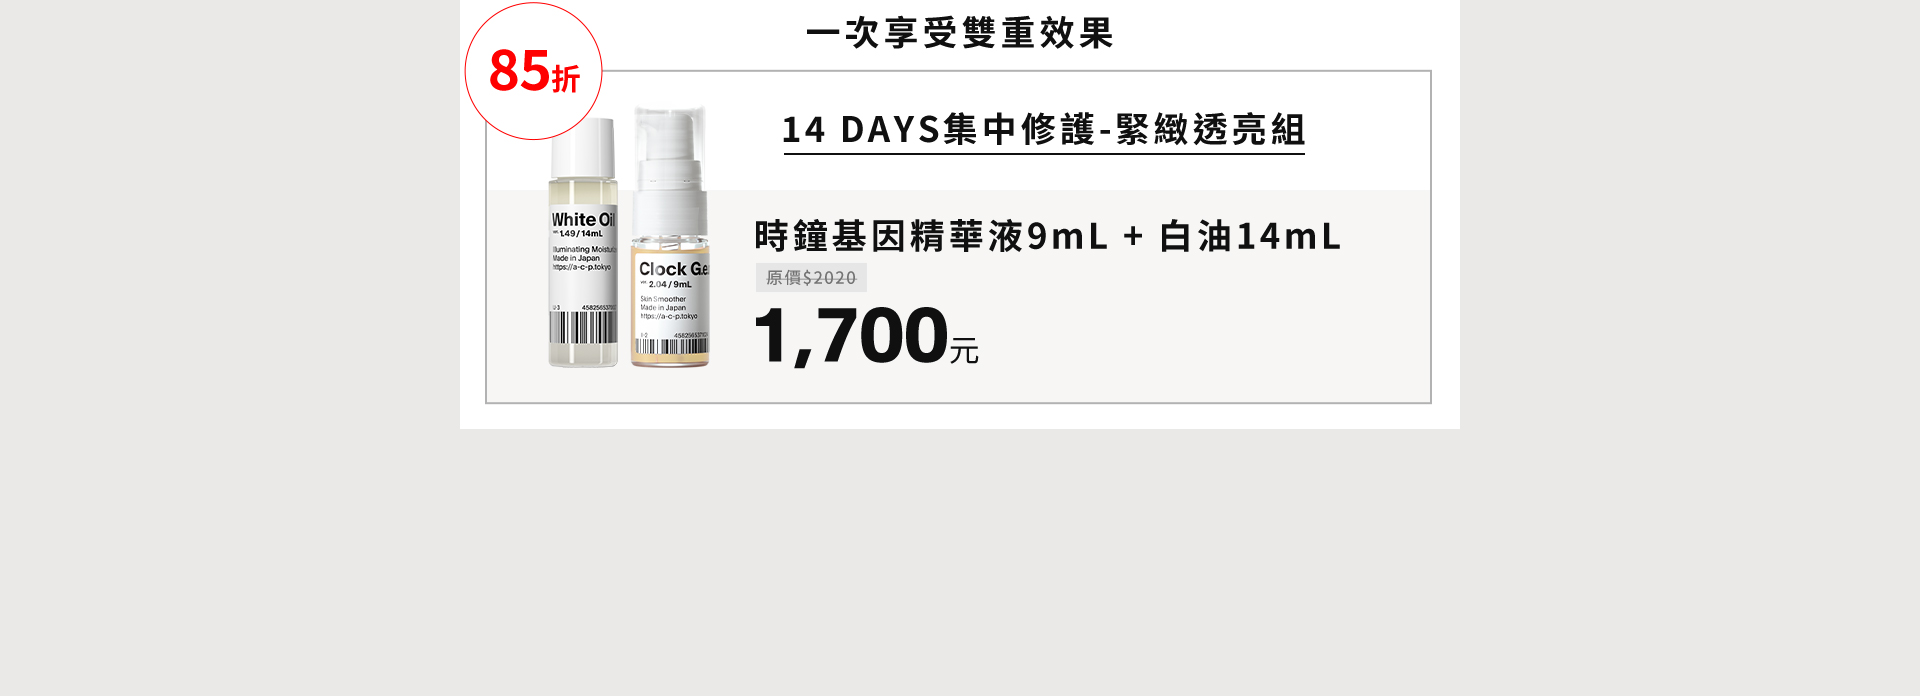 一次享受雙重效果
85折
14 DAYS集中修護-緊緻透亮組
時鐘基因精華液9mL + 白油14mL
原價$2020
1,700元
White Oil
1.49/14mL
Illuminating
Made in Japan
https://a-c-p.tokyo
Clock
2.04/9mL
Skin Smoother
Made in Japan
https://a-c-p.tokyo